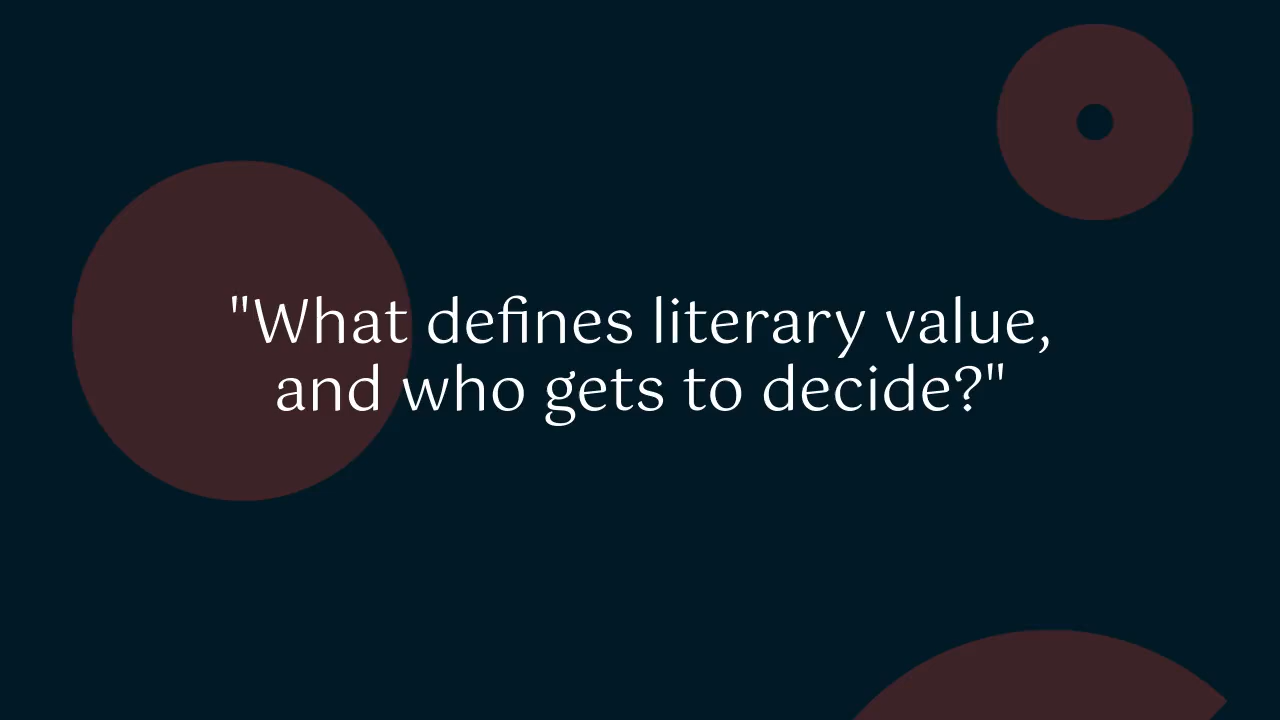 "What defines literary value,
and who gets to decide?"